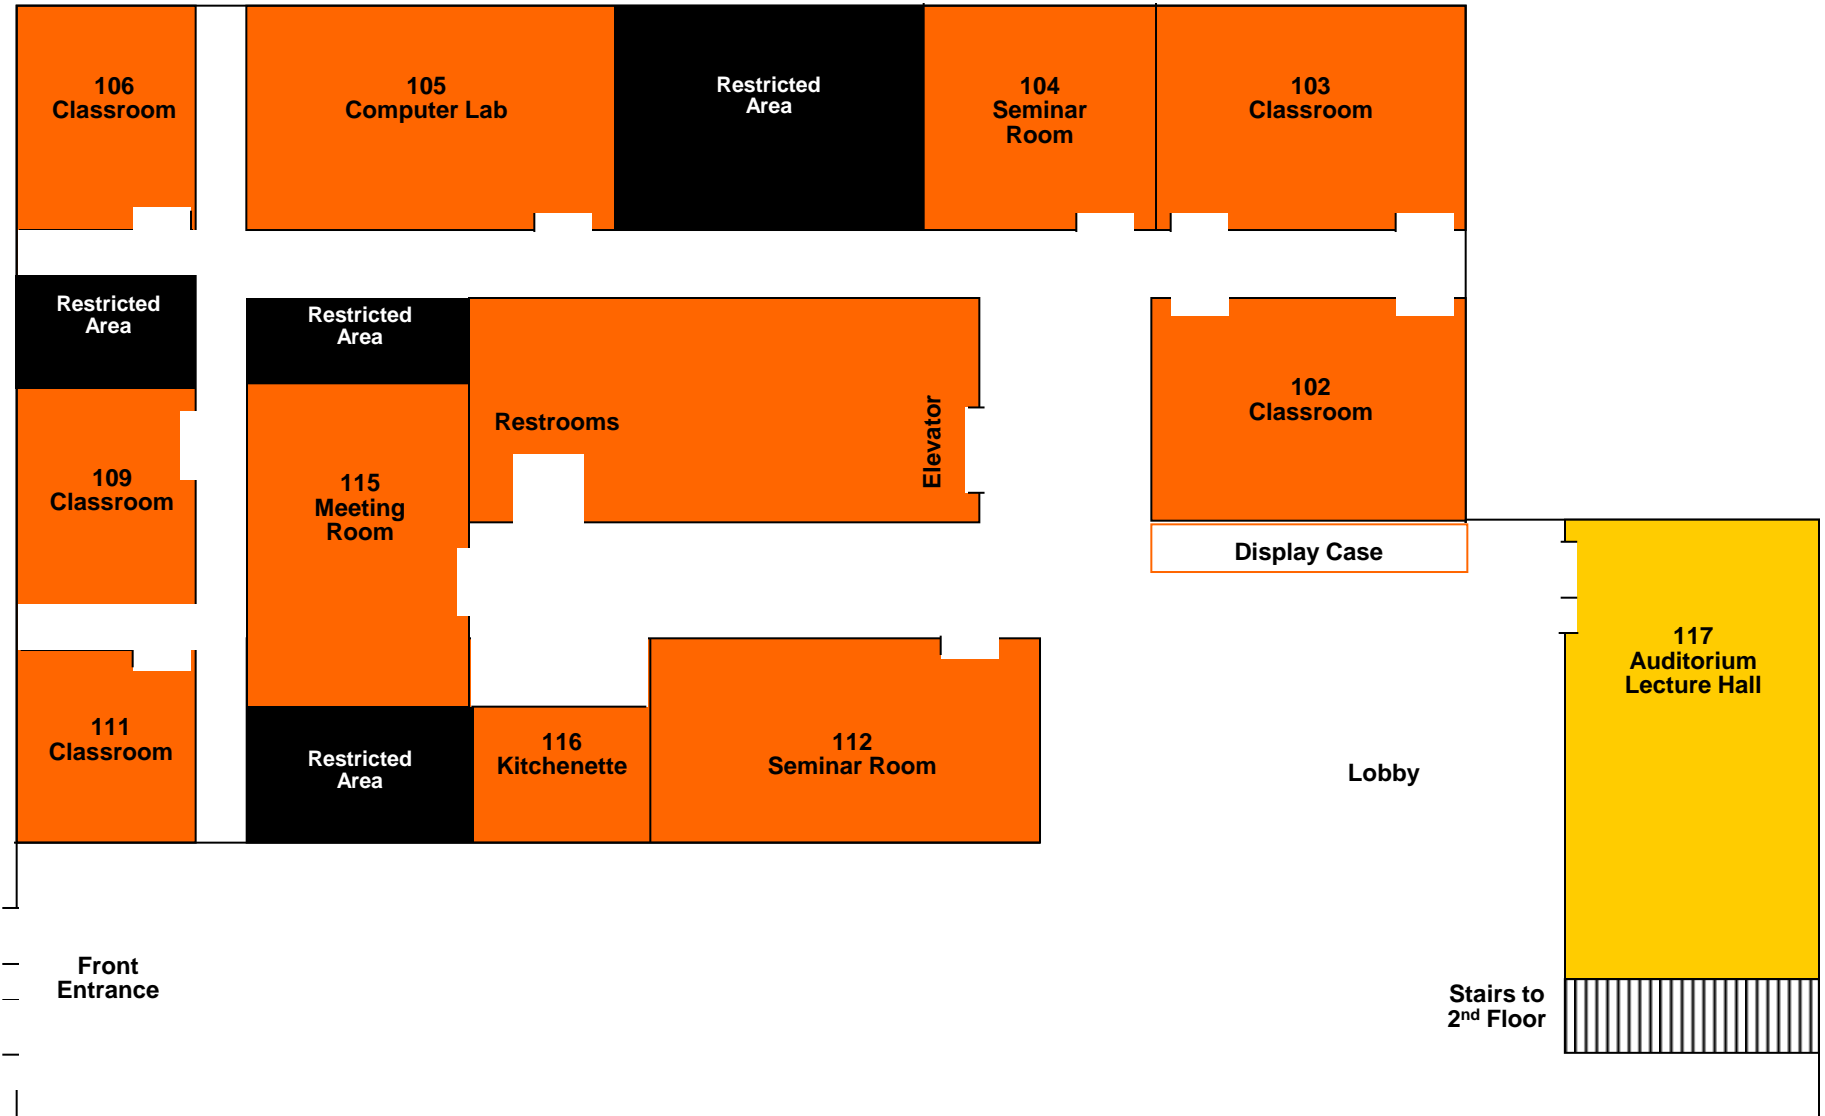 106
Classroom
105
Computer Lab
Restricted
Area
104
Seminar
Room
103
Classroom
Restricted
Area
Restricted
Area
Restrooms
Elevator
102
Classroom
109
Classroom
115
Meeting
Room
Display Case
117
Auditorium
Lecture Hall
111
Classroom
Restricted
Area
116
Kitchenette
112
Seminar Room
Lobby
Front
Entrance
Stairs to
2nd Floor